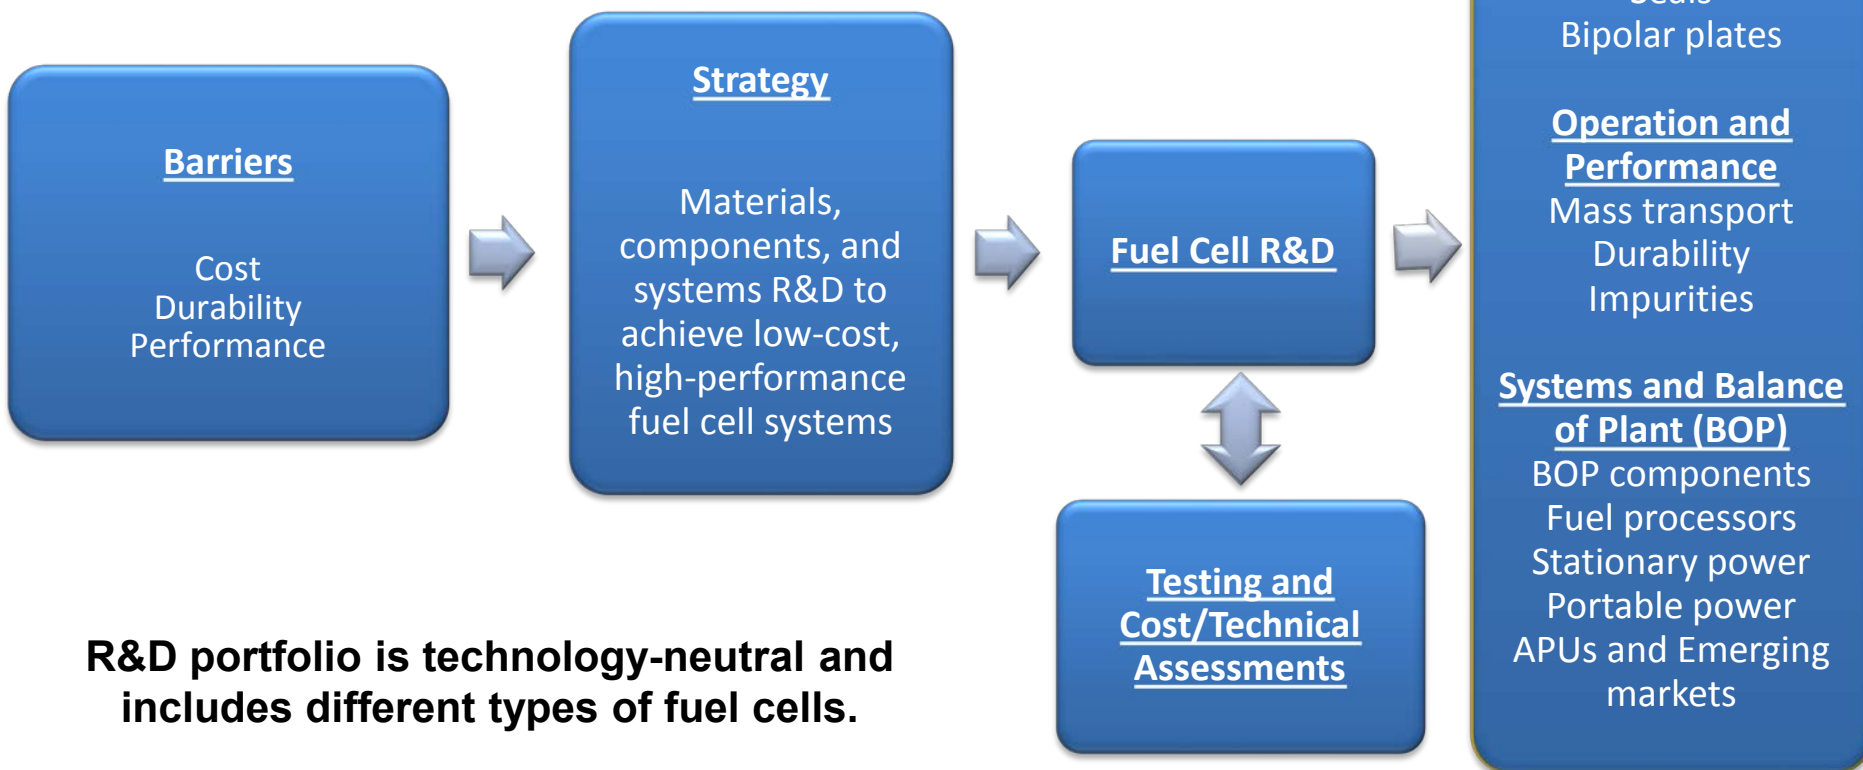 Barriers
Cost
Durability
Performance
Strategy
Materials,
components, and
systems R&D to
achieve low-cost,
high-performance
fuel cell systems
Fuel Cell R&D
Testing and
Cost/Technical
Assessments
Seals
Bipolar plates
Operation and
Performance
Mass transport
Durability
Impurities
Systems and Balance
of Plant (BOP)
BOP components
Fuel processors
Stationary power
Portable power
APUs and Emerging
markets
R&D portfolio is technology-neutral and
includes different types of fuel cells.